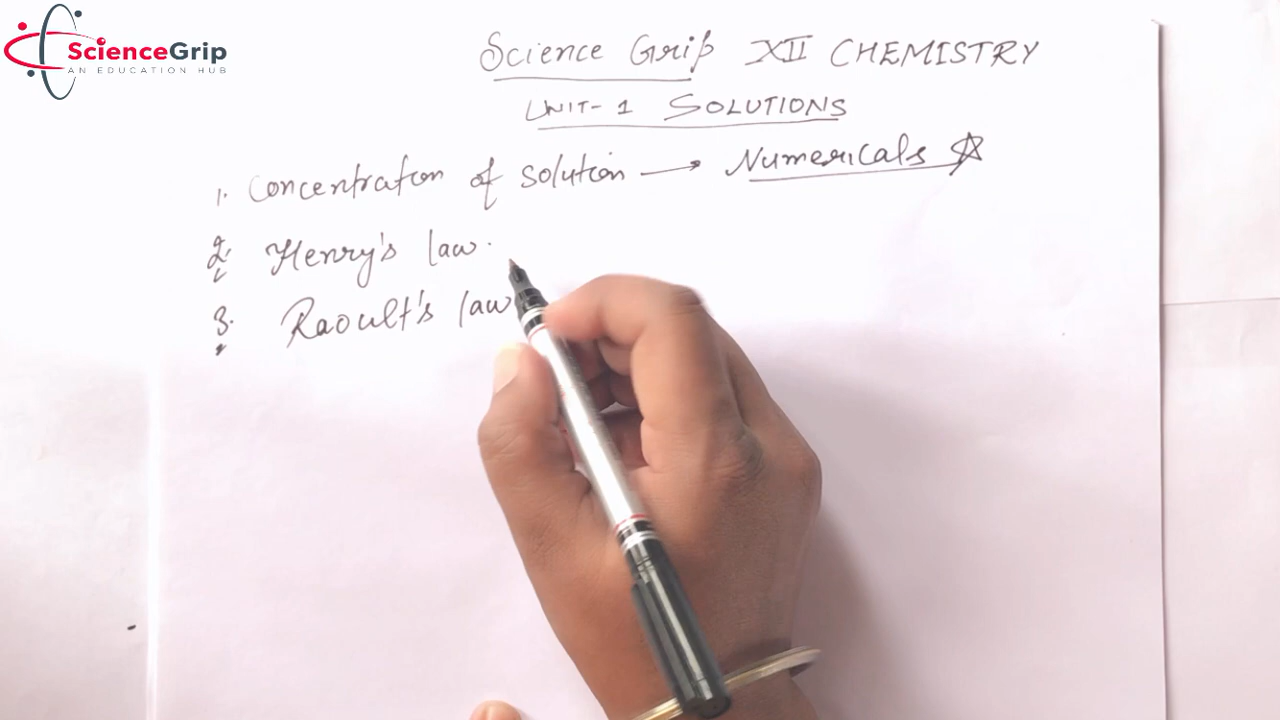 ScienceGrip
AN EDUCATION HUB
Science Grip XII CHEMISTRY
UNIT-1 SOLUTIONS
1. Concentration of solution → Numericals ☆
2. Henry's law.
3. Raoult's law